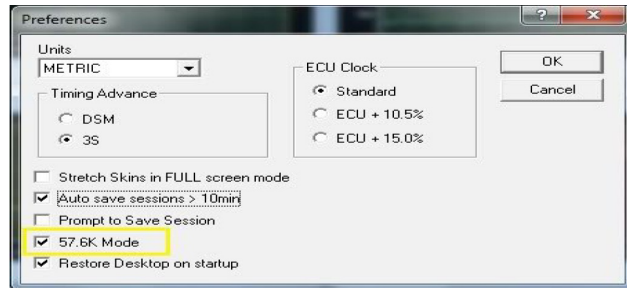 Preferences
Units
METRIC
Timing Advance
DSM
3S
ECU Clock
Standard
ECU + 10.5%
ECU + 15.0%
OK
Cancel
Stretch Skins in FULL screen mode
Auto save sessions > 10min
Prompt to Save Session
57.6K Mode
Restore Desktop on startup